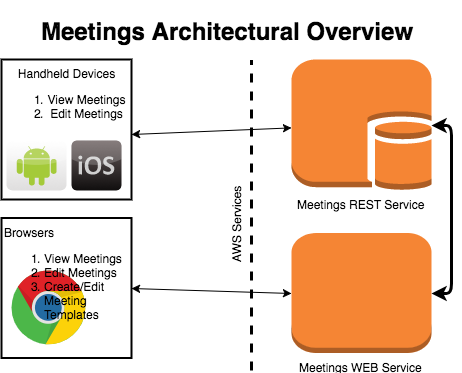 Meetings Architectural Overview
Handheld Devices
1. View Meetings
2. Edit Meetings
iOS
Meetings REST Service
AWS Services
Browsers
1. View Meetings
2. Edit Meetings
3. Create/Edit
Meeting
Templates
Meetings WEB Service